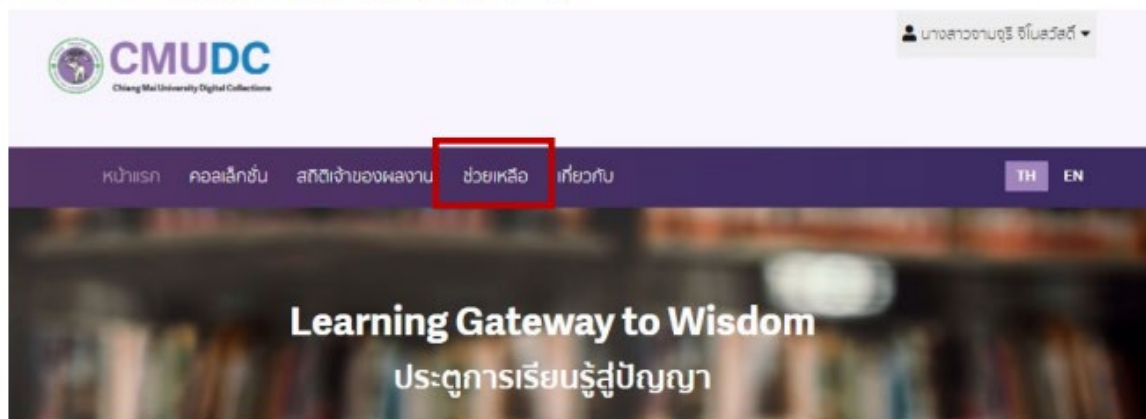 CMUDC
Chiang Mai University Digital Collections
นางสาวจามจุรี จิโนสวัสดิ์
หน้าแรก คอลเล็กชั่น สถิติเจ้าของผลงาน ช่วยเหลือ เกี่ยวกับ TH EN
Learning Gateway to Wisdom
ประตูการเรียนรู้สู่ปัญญา